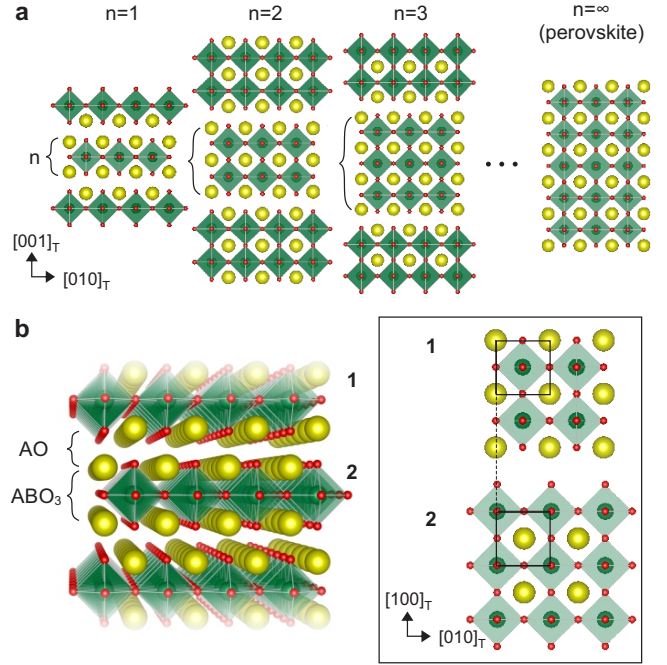 a
n=1
n=2
n=3
n=∞
(perovskite)
n
...
[001]T
[010]T
b
1
AO
2
ABO3
1
2
[100]T
[010]T